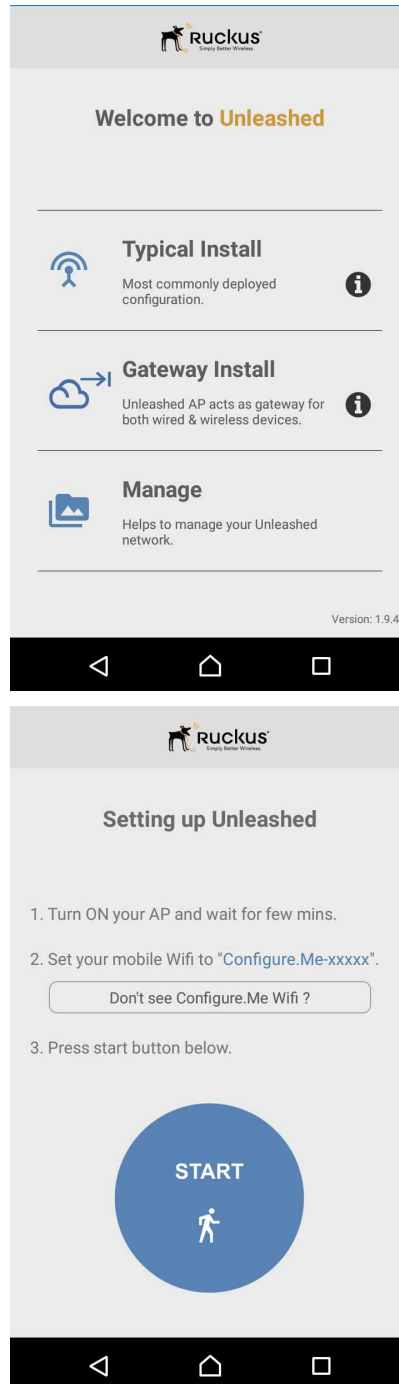 Ruckus
Simply Better Wireless.
Welcome to Unleashed
Typical Install
Most commonly deployed
configuration.
Gateway Install
Unleashed AP acts as gateway for
both wired & wireless devices.
Manage
Helps to manage your Unleashed
network.
Version: 1.9.4
Ruckus
Simply Better Wireless.
Setting up Unleashed
1. Turn ON your AP and wait for few mins.
2. Set your mobile Wifi to "Configure.Me-xxxxx".
Don't see Configure.Me Wifi ?
3. Press start button below.
START